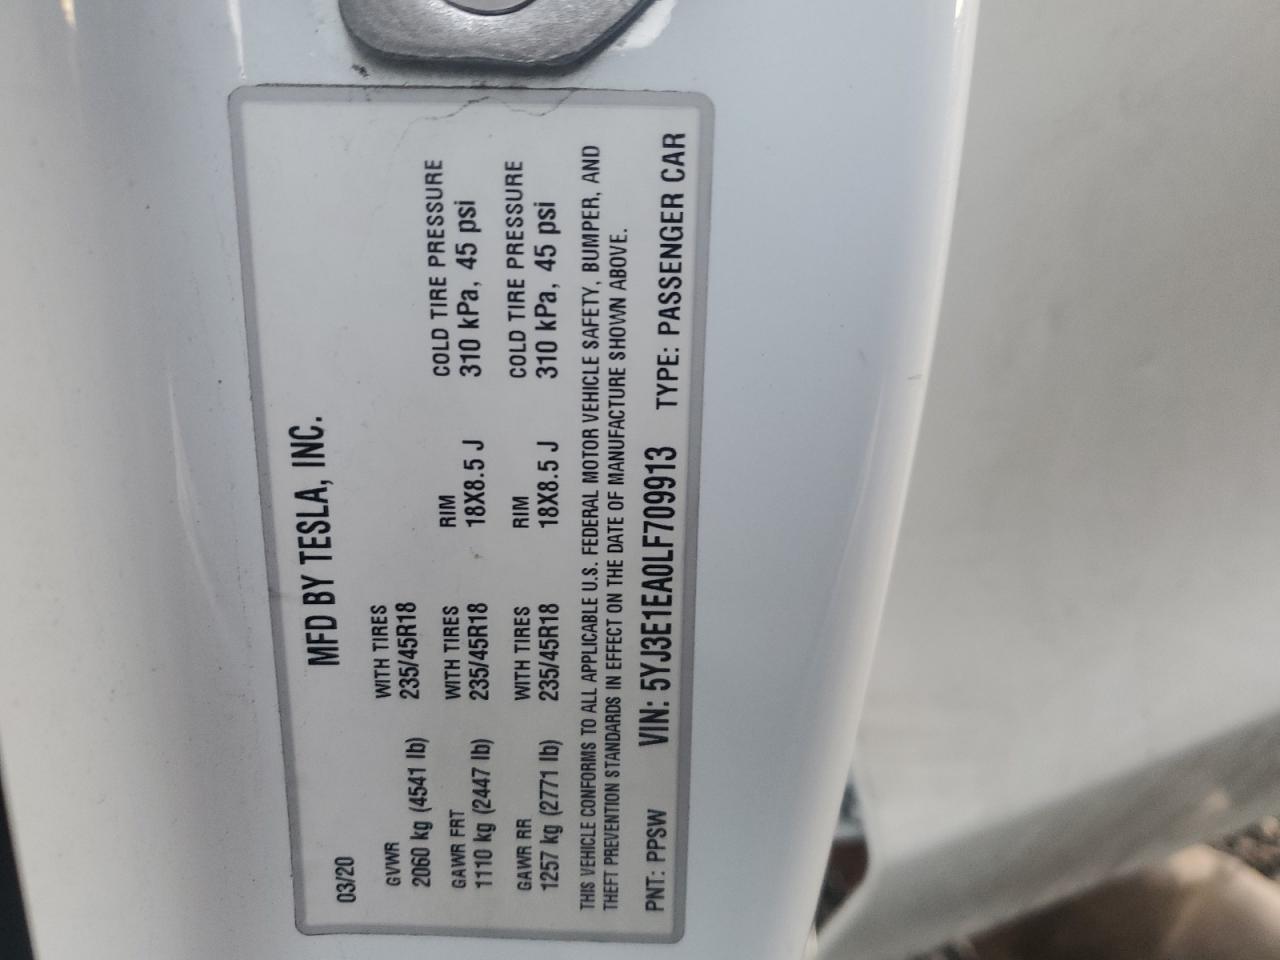 MFD BY TESLA, INC.
03/20
GVWR WITH TIRES
2060 kg (4541 lb) 235/45R18
GAWR FRT WITH TIRES RIM COLD TIRE PRESSURE
1110 kg (2447 lb) 235/45R18 18X8.5 J 310 kPa, 45 psi
GAWR RR WITH TIRES RIM COLD TIRE PRESSURE
1257 kg (2771 lb) 235/45R18 18X8.5 J 310 kPa, 45 psi
THIS VEHICLE CONFORMS TO ALL APPLICABLE U.S. FEDERAL MOTOR VEHICLE SAFETY, BUMPER, AND
THEFT PREVENTION STANDARDS IN EFFECT ON THE DATE OF MANUFACTURE SHOWN ABOVE.
PNT: PPSW VIN: 5YJ3E1EA0LF709913 TYPE: PASSENGER CAR